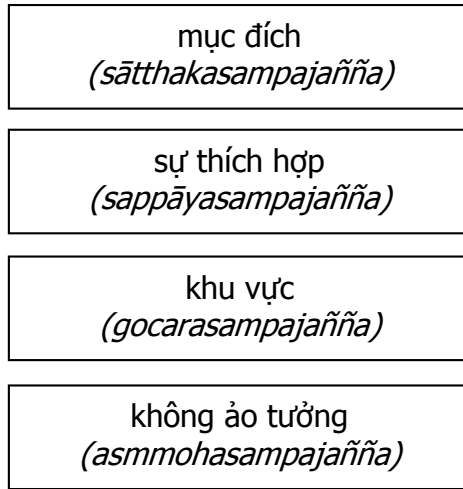 mục đích
(sātthakasampajañña)
sự thích hợp
(sappāyasampajañña)
khu vực
(gocarasampajañña)
không ảo tưởng
(asmmohasampajañña)